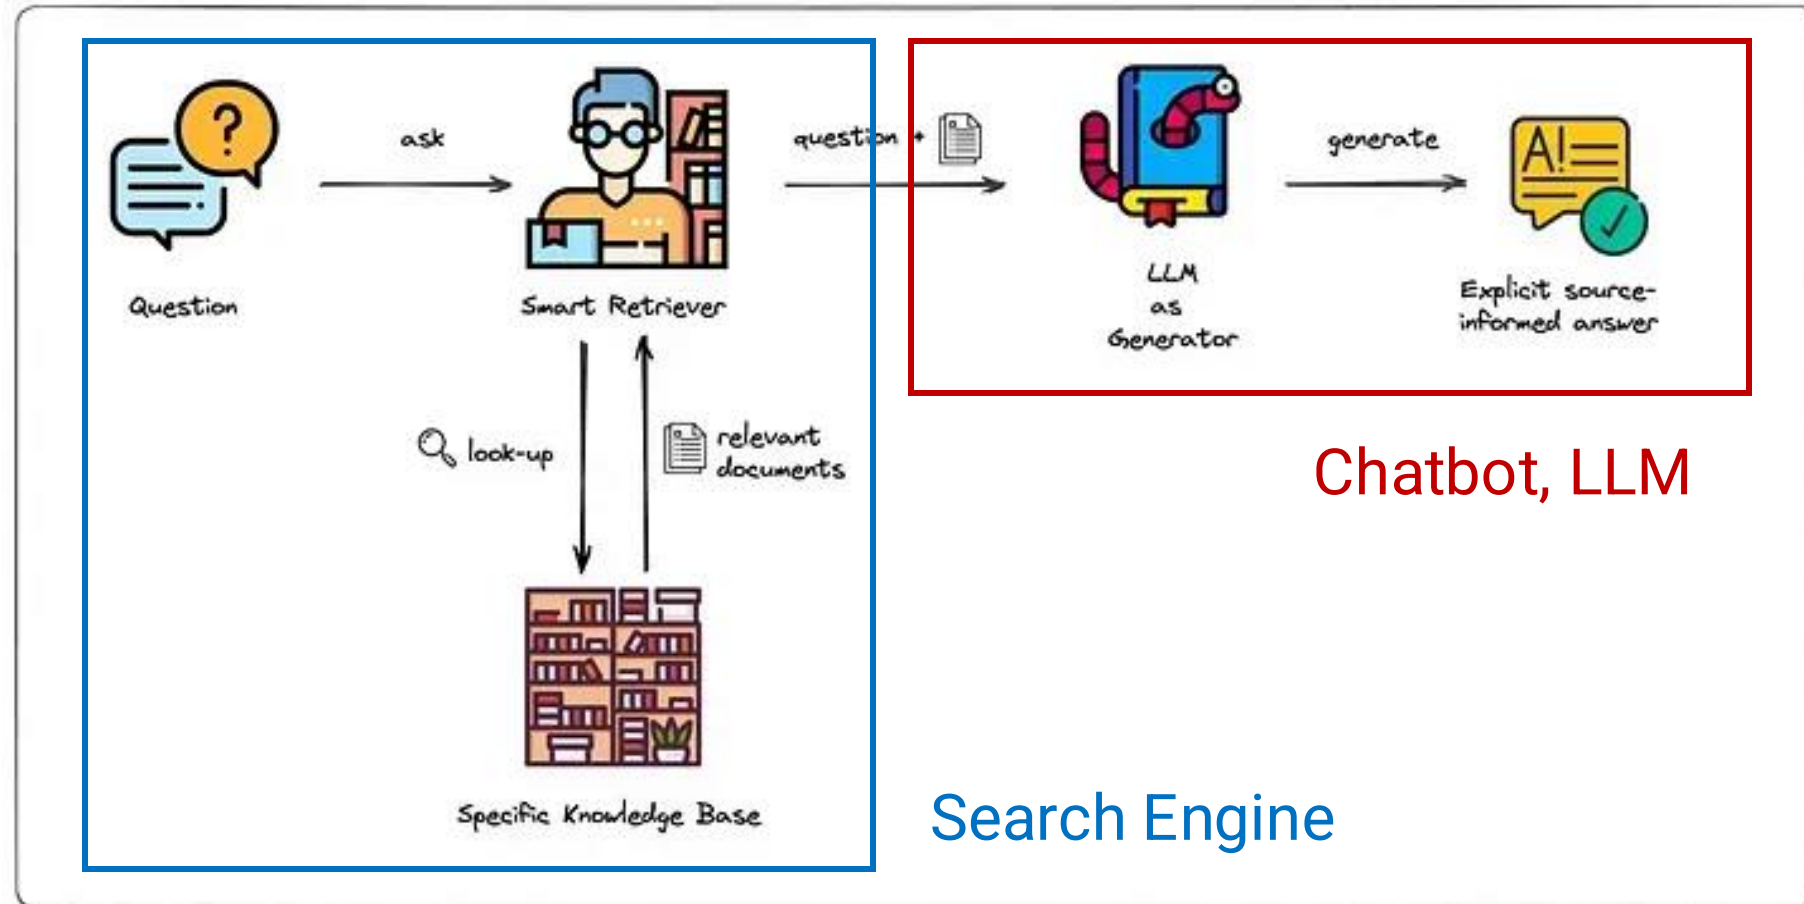 ?
ask
question +
generate
A!
Question
Smart Retriever
LLM
as
Generator
Explicit source-
informed answer
look-up
relevant
documents
Chatbot, LLM
Specific Knowledge Base
Search Engine